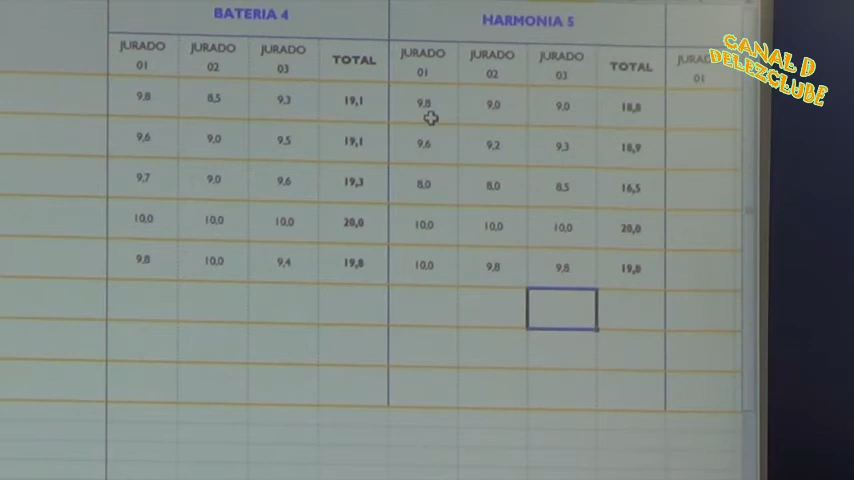 BATERIA 4 HARMONIA 5
JURADO 01 JURADO 02 JURADO 03 TOTAL JURADO 01 JURADO 02 JURADO 03 TOTAL JURADO 01
9,8 8,5 9,3 19,1 9,8 9,0 9,0 18,8
9,6 9,0 9,5 19,1 9,6 9,2 9,3 18,9
9,7 9,0 9,6 19,3 8,0 8,0 8,5 16,5
10,0 10,0 10,0 20,0 10,0 10,0 10,0 20,0
9,8 10,0 9,4 19,8 10,0 9,8 9,8 19,8
CANAL D
DELEZCLUBE